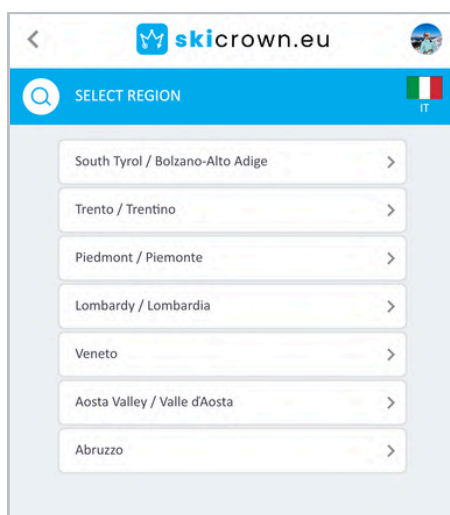 skicrown.eu
SELECT REGION
IT
South Tyrol / Bolzano-Alto Adige
Trento / Trentino
Piedmont / Piemonte
Lombardy / Lombardia
Veneto
Aosta Valley / Valle d'Aosta
Abruzzo